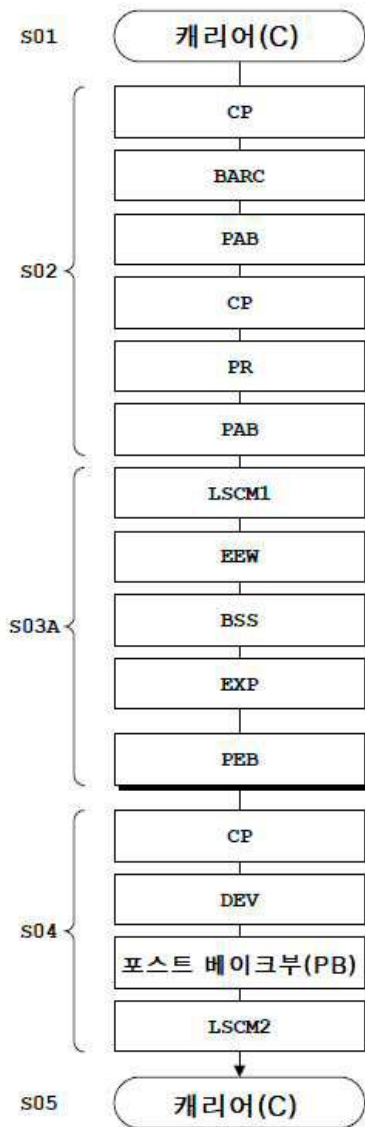 S01
캐리어(C)
CP
BARC
PAB
S02
CP
PR
PAB
LSCM1
EEW
S03A
BSS
EXP
PEB
CP
DEV
S04
포스트 베이크부(PB)
LSCM2
S05
캐리어(C)